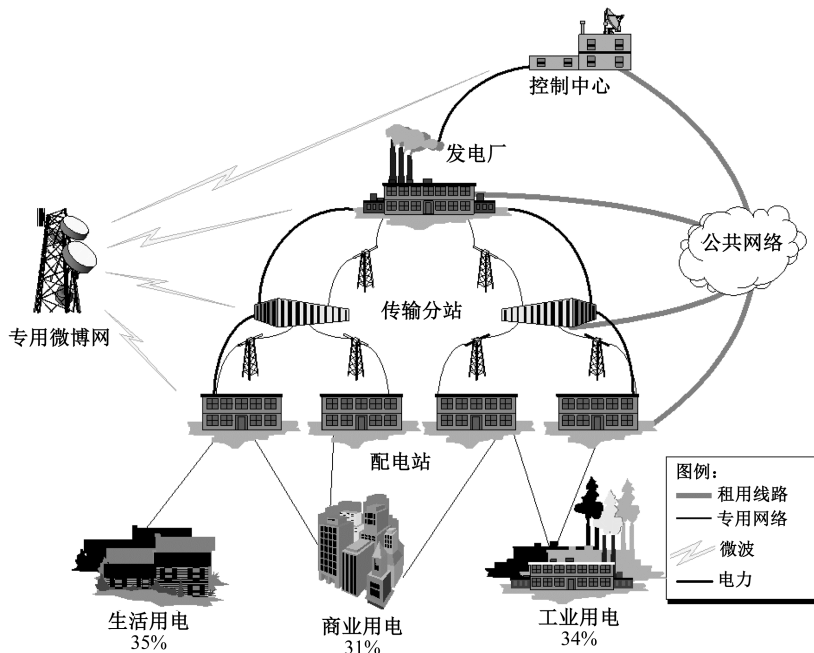 控制中心
发电厂
公共网络
专用微博网
传输分站
配电站
图例：
租用线路
专用网络
微波
电力
生活用电
35%
商业用电
31%
工业用电
34%